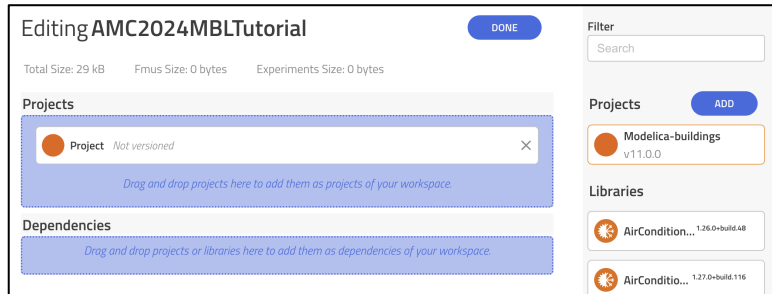 Editing AMC2024MBLTutorial
DONE
Total Size: 29 kB Fmus Size: 0 bytes Experiments Size: 0 bytes
Projects
Project Not versioned
Drag and drop projects here to add them as projects of your workspace.
Dependencies
Drag and drop projects or libraries here to add them as dependencies of your workspace.
Filter
Search
Projects
ADD
Modelica-buildings
v11.0.0
Libraries
AirCondition... 1.26.0+build.48
AirConditio... 1.27.0+build.116